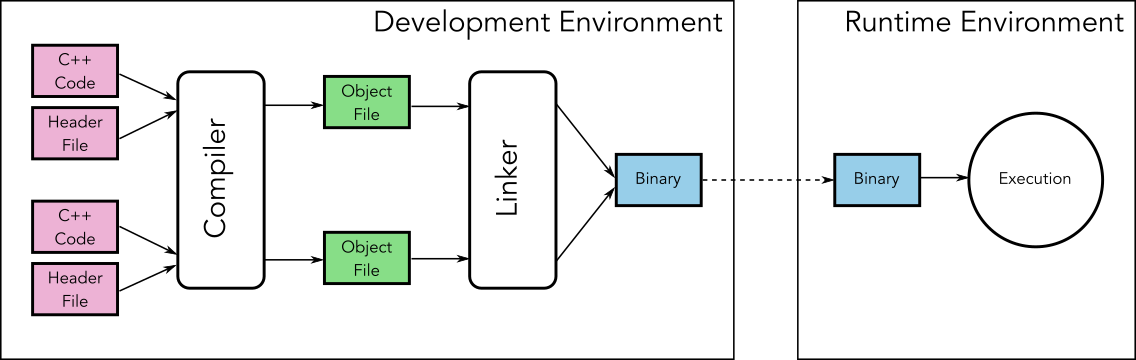 Development Environment
Runtime Environment
C++
Code
Header
File
C++
Code
Header
File
Compiler
Object
File
Object
File
Linker
Binary
Binary
Execution